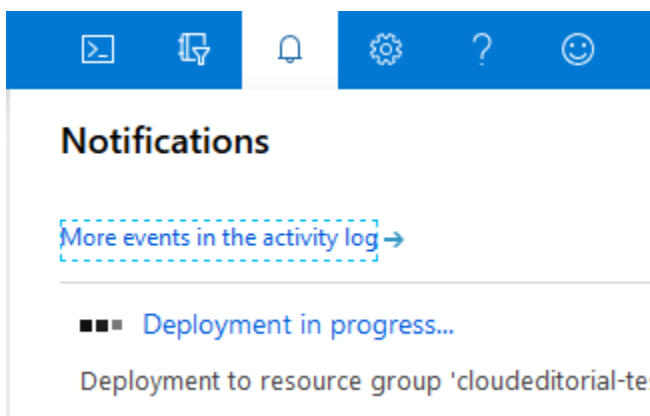 Notifications
More events in the activity log →
Deployment in progress...
Deployment to resource group 'cloudeditorial-te